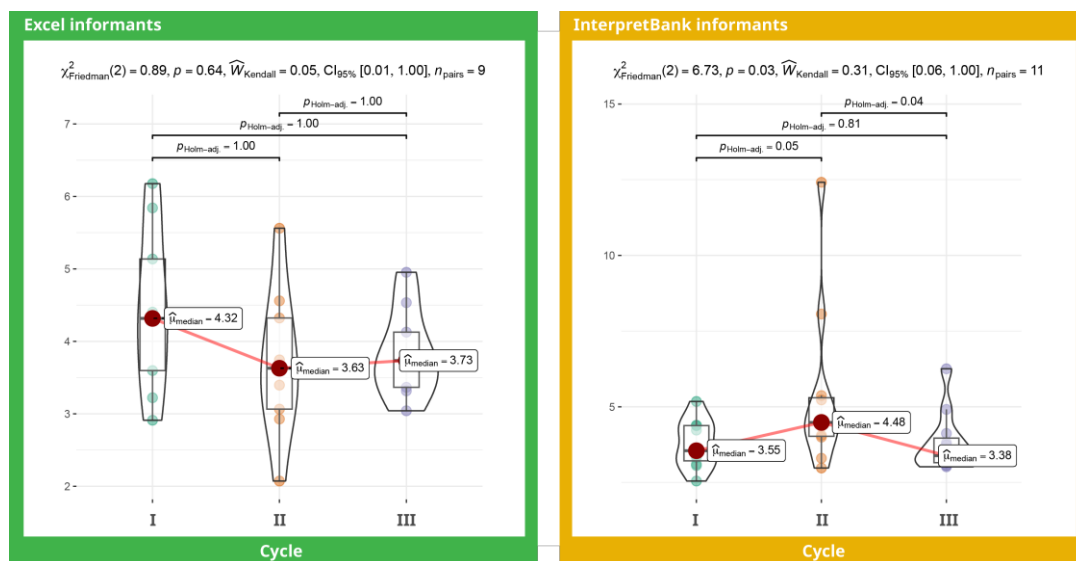 Excel informants
χ²Friedman(2) = 0.89, p = 0.64, ŴKendall = 0.05, CI95% [0.01, 1.00], npairs = 9
pHolm−adj. = 1.00
pHolm−adj. = 1.00
pHolm−adj. = 1.00
7
6
5
4
3
2
μ̂median = 4.32
μ̂median = 3.63
μ̂median = 3.73
I II III
Cycle
InterpretBank informants
χ²Friedman(2) = 6.73, p = 0.03, ŴKendall = 0.31, CI95% [0.06, 1.00], npairs = 11
pHolm−adj. = 0.04
pHolm−adj. = 0.81
pHolm−adj. = 0.05
15
10
5
μ̂median = 3.55
μ̂median = 4.48
μ̂median = 3.38
I II III
Cycle